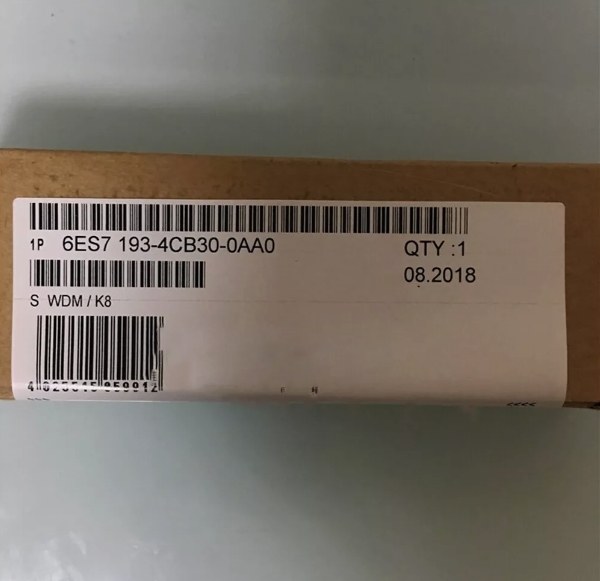 1P 6ES7 193-4CB30-0AA0
QTY :1
08.2018
S WDM / K8